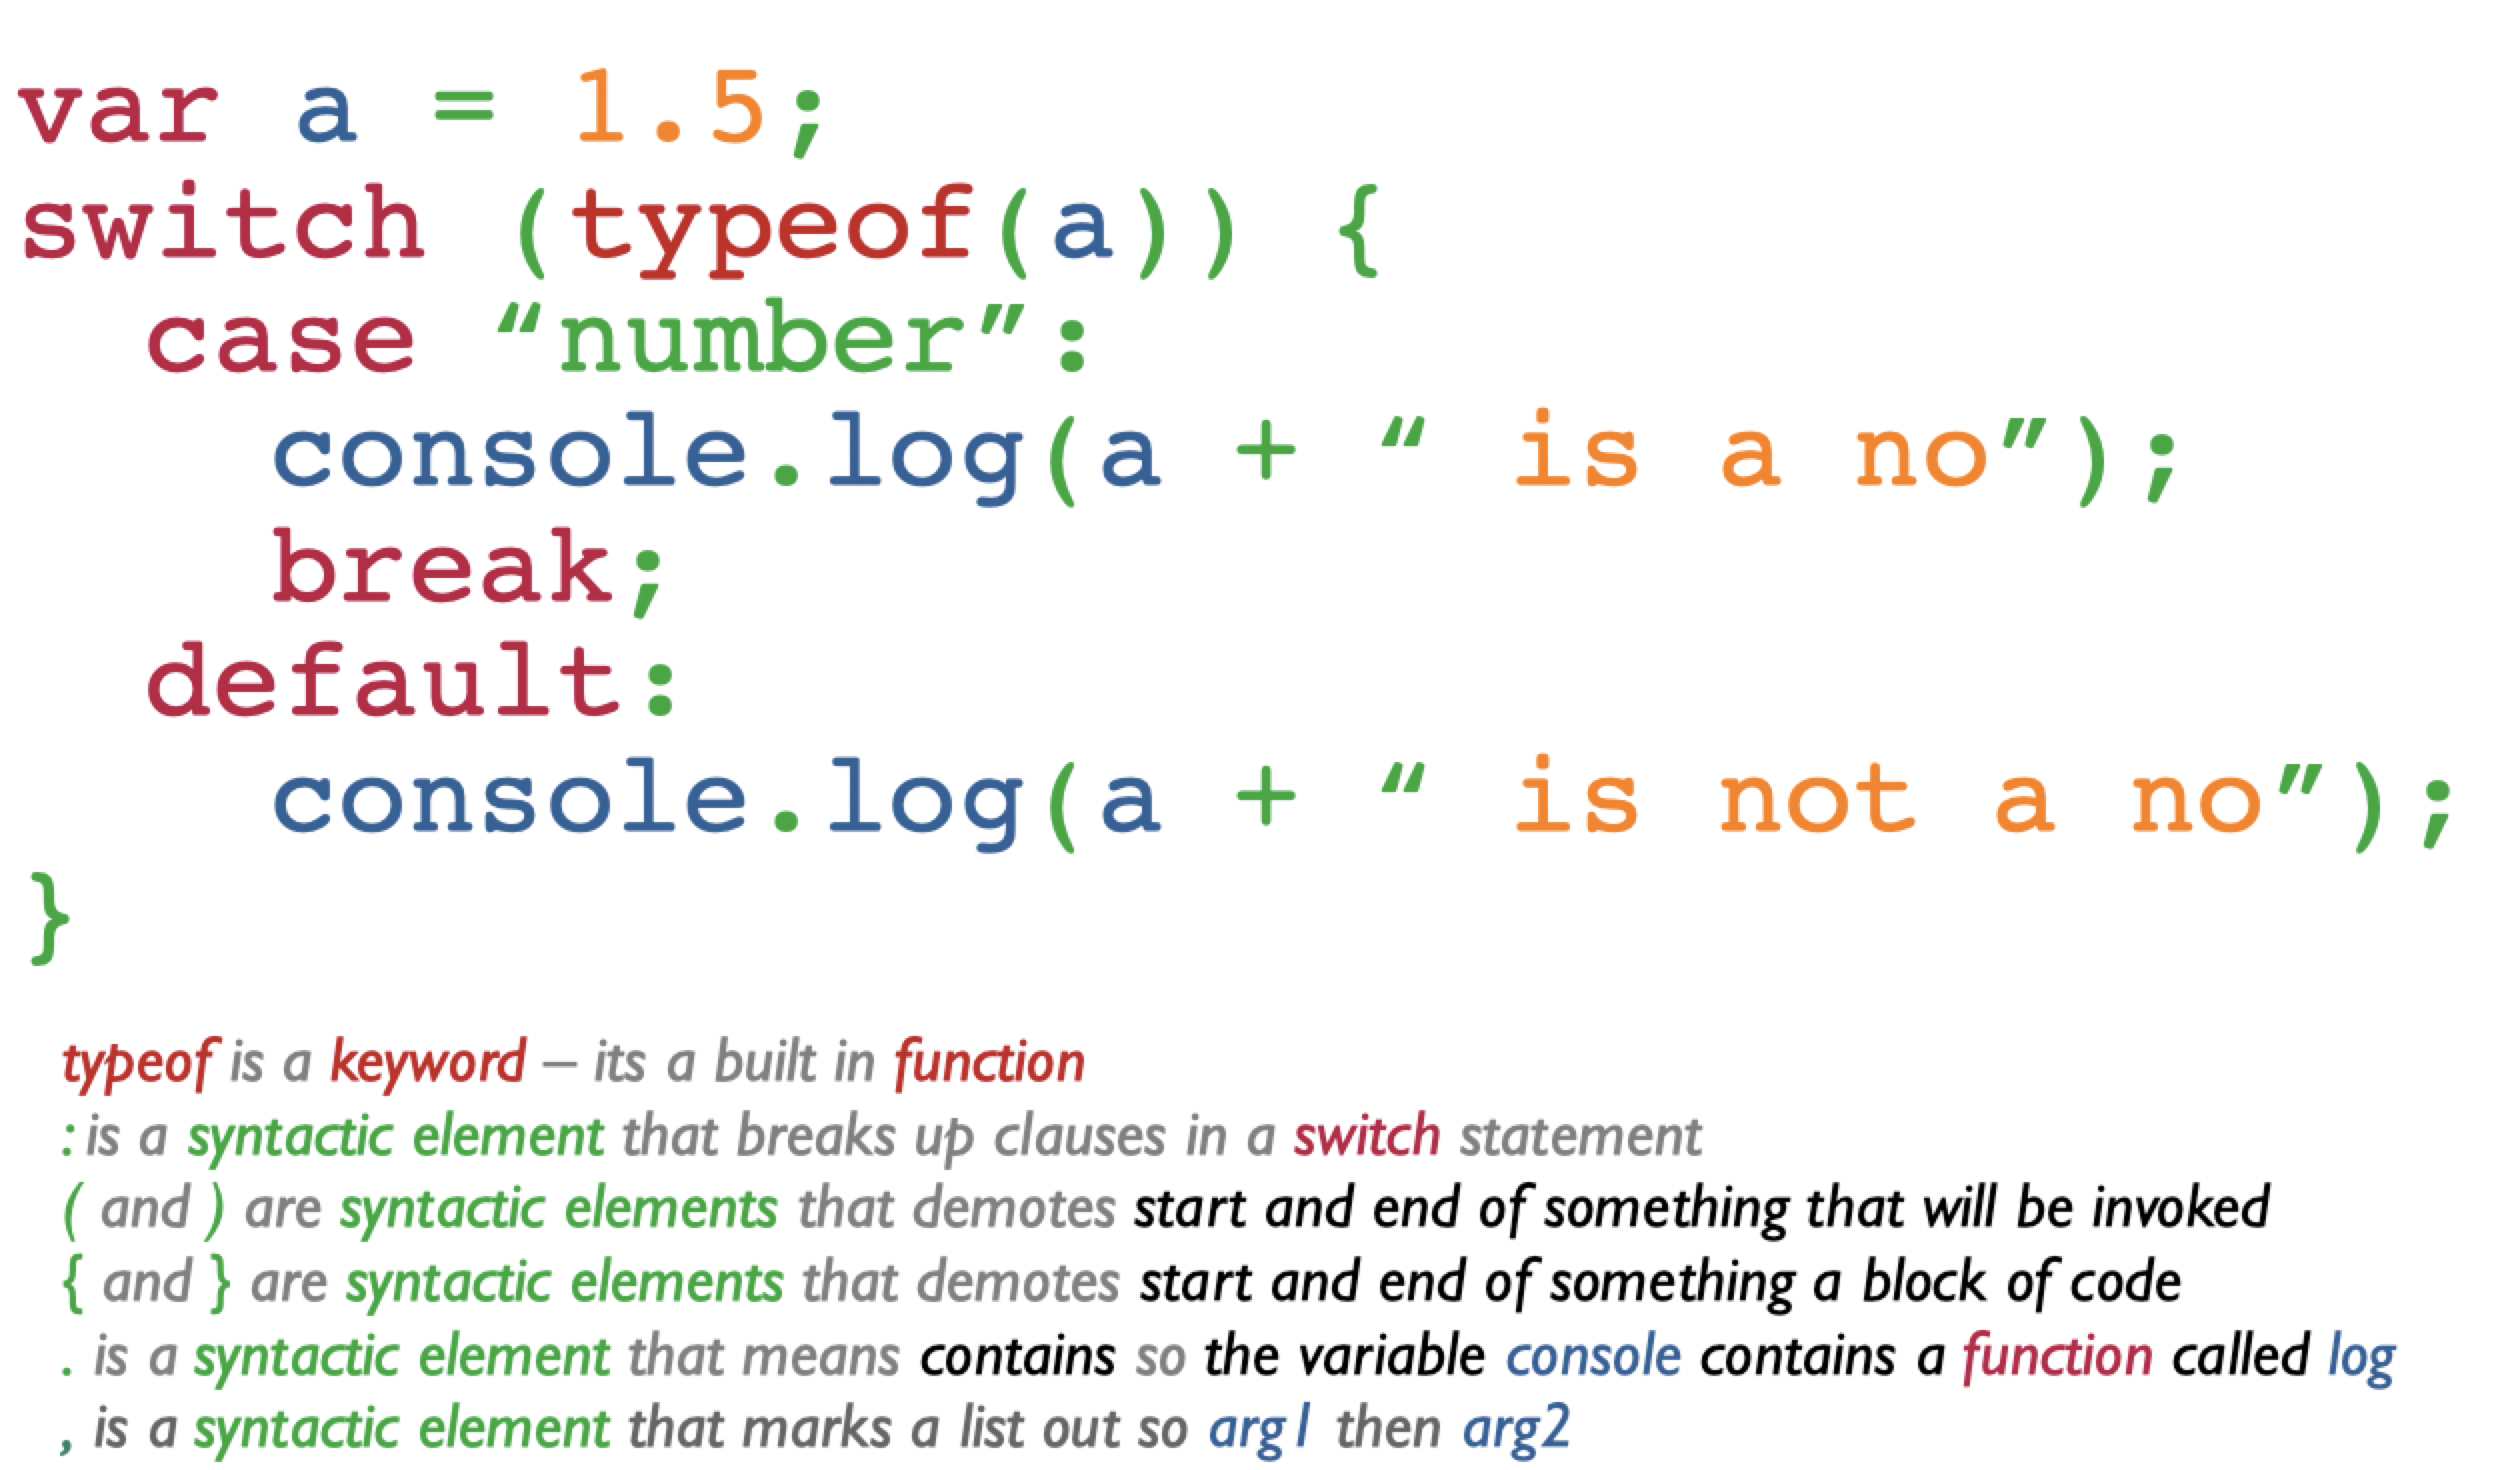 var a = 1.5;
switch (typeof(a)) {
  case “number”:
    console.log(a + “ is a no”);
    break;
  default:
    console.log(a + “ is not a no”);
}
typeof is a keyword – its a built in function
: is a syntactic element that breaks up clauses in a switch statement
( and ) are syntactic elements that demotes start and end of something that will be invoked
{ and } are syntactic elements that demotes start and end of something a block of code
. is a syntactic element that means contains so the variable console contains a function called log
, is a syntactic element that marks a list out so arg1 then arg2